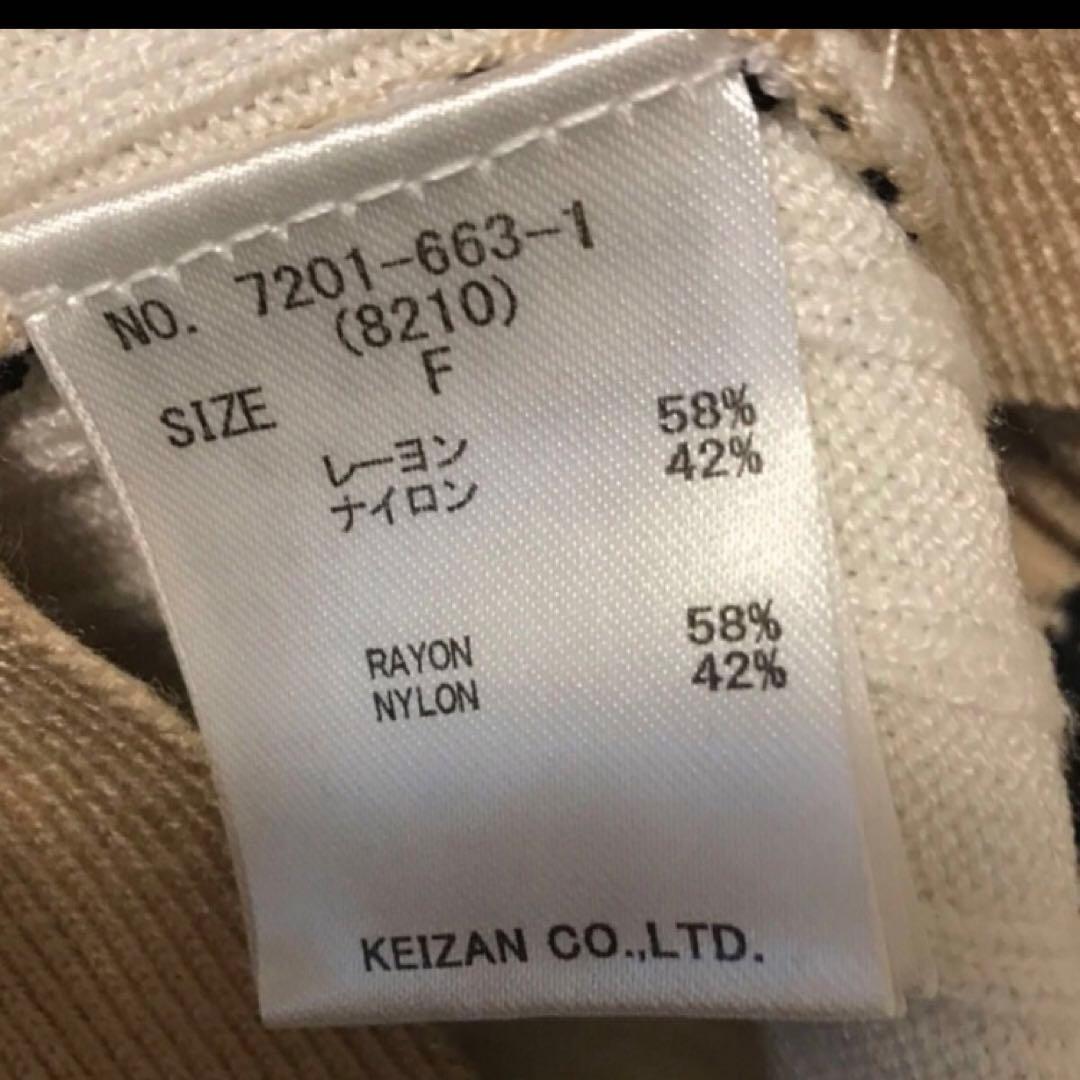 NO. 7201-663-1
(8210)
SIZE F
レーヨン 58%
ナイロン 42%
RAYON 58%
NYLON 42%
KEIZAN CO.,LTD.